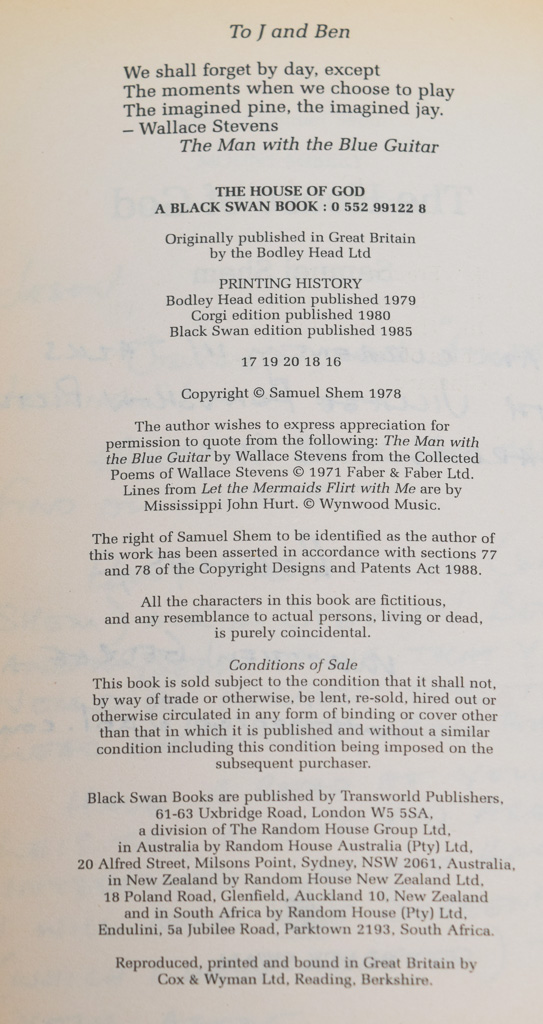 To J and Ben
We shall forget by day, except
The moments when we choose to play
The imagined pine, the imagined jay.
– Wallace Stevens
The Man with the Blue Guitar
THE HOUSE OF GOD
A BLACK SWAN BOOK : 0 552 99122 8
Originally published in Great Britain
by the Bodley Head Ltd
PRINTING HISTORY
Bodley Head edition published 1979
Corgi edition published 1980
Black Swan edition published 1985
17 19 20 18 16
Copyright © Samuel Shem 1978
The author wishes to express appreciation for
permission to quote from the following: The Man with
the Blue Guitar by Wallace Stevens from the Collected
Poems of Wallace Stevens © 1971 Faber & Faber Ltd.
Lines from Let the Mermaids Flirt with Me are by
Mississippi John Hurt. © Wynwood Music.
The right of Samuel Shem to be identified as the author of
this work has been asserted in accordance with sections 77
and 78 of the Copyright Designs and Patents Act 1988.
All the characters in this book are fictitious,
and any resemblance to actual persons, living or dead,
is purely coincidental.
Conditions of Sale
This book is sold subject to the condition that it shall not,
by way of trade or otherwise, be lent, re-sold, hired out or
otherwise circulated in any form of binding or cover other
than that in which it is published and without a similar
condition including this condition being imposed on the
subsequent purchaser.
Black Swan Books are published by Transworld Publishers,
61-63 Uxbridge Road, London W5 5SA,
a division of The Random House Group Ltd,
in Australia by Random House Australia (Pty) Ltd,
20 Alfred Street, Milsons Point, Sydney, NSW 2061, Australia,
in New Zealand by Random House New Zealand Ltd,
18 Poland Road, Glenfield, Auckland 10, New Zealand
and in South Africa by Random House (Pty) Ltd,
Endulini, 5a Jubilee Road, Parktown 2193, South Africa.
Reproduced, printed and bound in Great Britain by
Cox & Wyman Ltd, Reading, Berkshire.